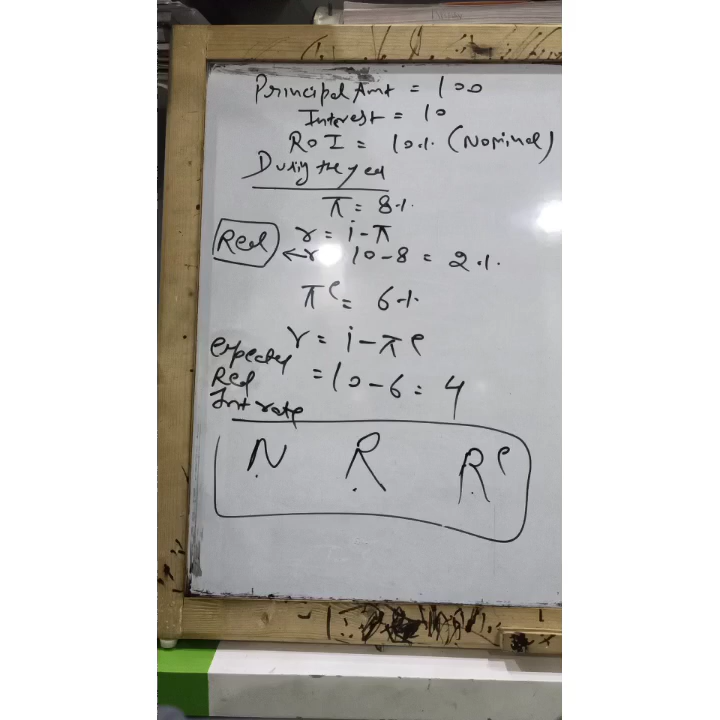 Principal Amt = 100
Interest = 10
RoI = 10% (Nominal)
During the year
π = 8%
Real r = i - π
← r 10 - 8 = 2%
πe = 6%
r = i - πe
expected
Real = 10 - 6 = 4
Int rate
N R Re